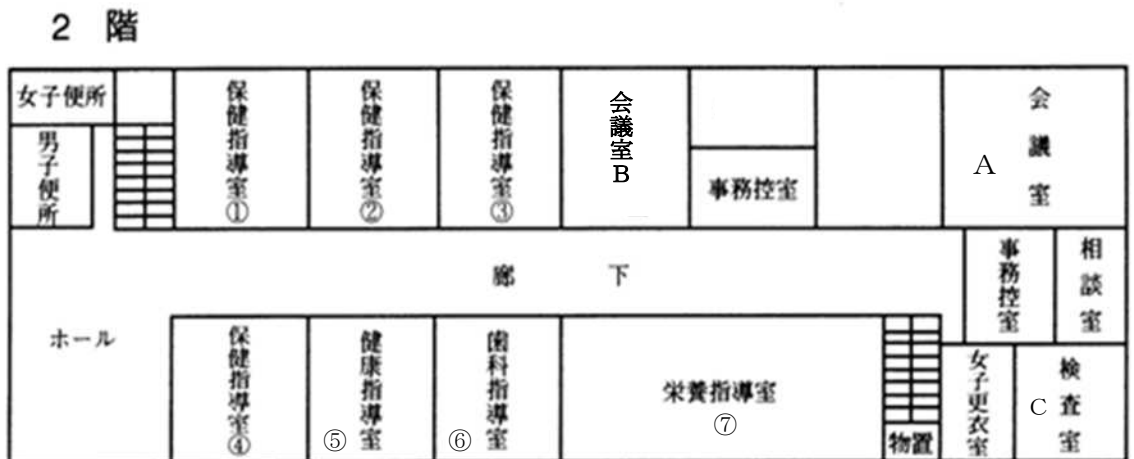 2 階
女子便所
男子便所
保健指導室①
保健指導室②
保健指導室③
会議室B
事務控室
会議室
A
廊下
事務控室
相談室
ホール
保健指導室④
健康指導室
⑤
歯科指導室
⑥
栄養指導室
⑦
物置
女子更衣室
検査室
C